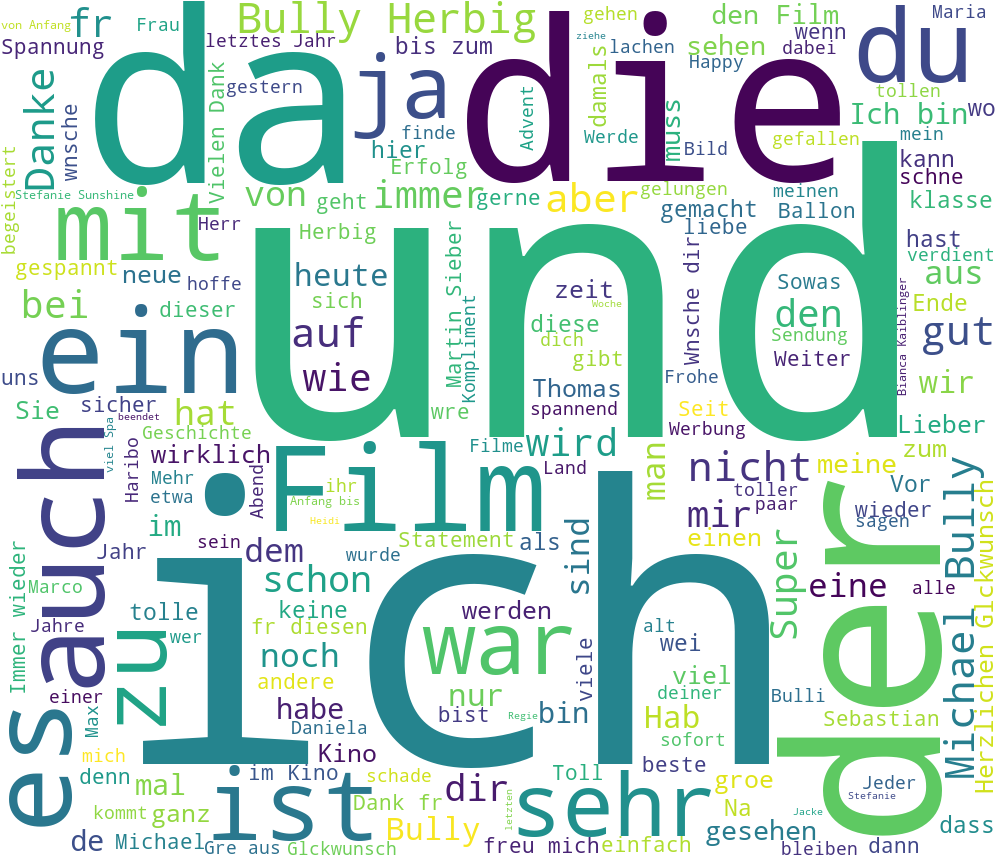 von Anfang
fr
Frau
Bully Herbig
gehen
ziehe
den Film
Maria
Spannung
letztes Jahr
bis zum
lachen
sehen
dabei
wenn
du
da
die
ja
Danke
Wnsche
gestern
Vielen Dank
damals
Happy
tollen
Ich bin
wo
finde
Advent
Werde
muss
Bild
gefallen
mein
hier
Erfolg
kann
schne
begeistert
Stefanie Sunshine
mit
von
geht
immer
gerne
aber
gelungen
meinen
klasse
gemacht
Ballon
liebe
Herr
Herbig
hast
verdient
gespannt
neue
hoffe
heute
und
Martin Sieber
Kompliment
zeit
Wnsche dir
Sowas
aus
bei
dieser
sich
Woche
den
Ende
ein
auf
diese
dich
gibt
Sendung
Weiter
gut
Bianca Kaiblinger
uns
wie
Thomas
Frohe
wir
Sie
sicher
beendet
hat
wre
spannend
Seit
Werbung
Lieber
Geschichte
viel Spa
Haribo
wirklich
Film
Filme
wird
man
nicht
meine
zum
auch
Mehr
etwa
Abend
ihr
Anfang bis
Land
toller
paar
Vor
Heidi
im
mir
wieder
sagen
einen
Jahr
sein
dem
wurde
Statement
als
sind
Super
der
Michael Bully
Herzlichen Glckwunsch
Immer wieder
Marco
schon
ich
eine
alle
tolle
keine
werden
Jahre
wer
fr diesen
war
alt
wei
es
zu
noch
viele
andere
viel
einer
habe
nur
deiner
Bulli
Max
bist
Regie
bin
Hab
Sebastian
Daniela
sofort
mich
Kino
denn
im Kino
schade
Toll
beste
groe
Jeder
mal
ist
dir
sehr
Stefanie
kommt
ganz
Dank fr
letzten
Na
Jacke
dass
de
Michael
Gre aus
Glckwunsch
Bully
freu mich
einfach
gesehen
bleiben
dann